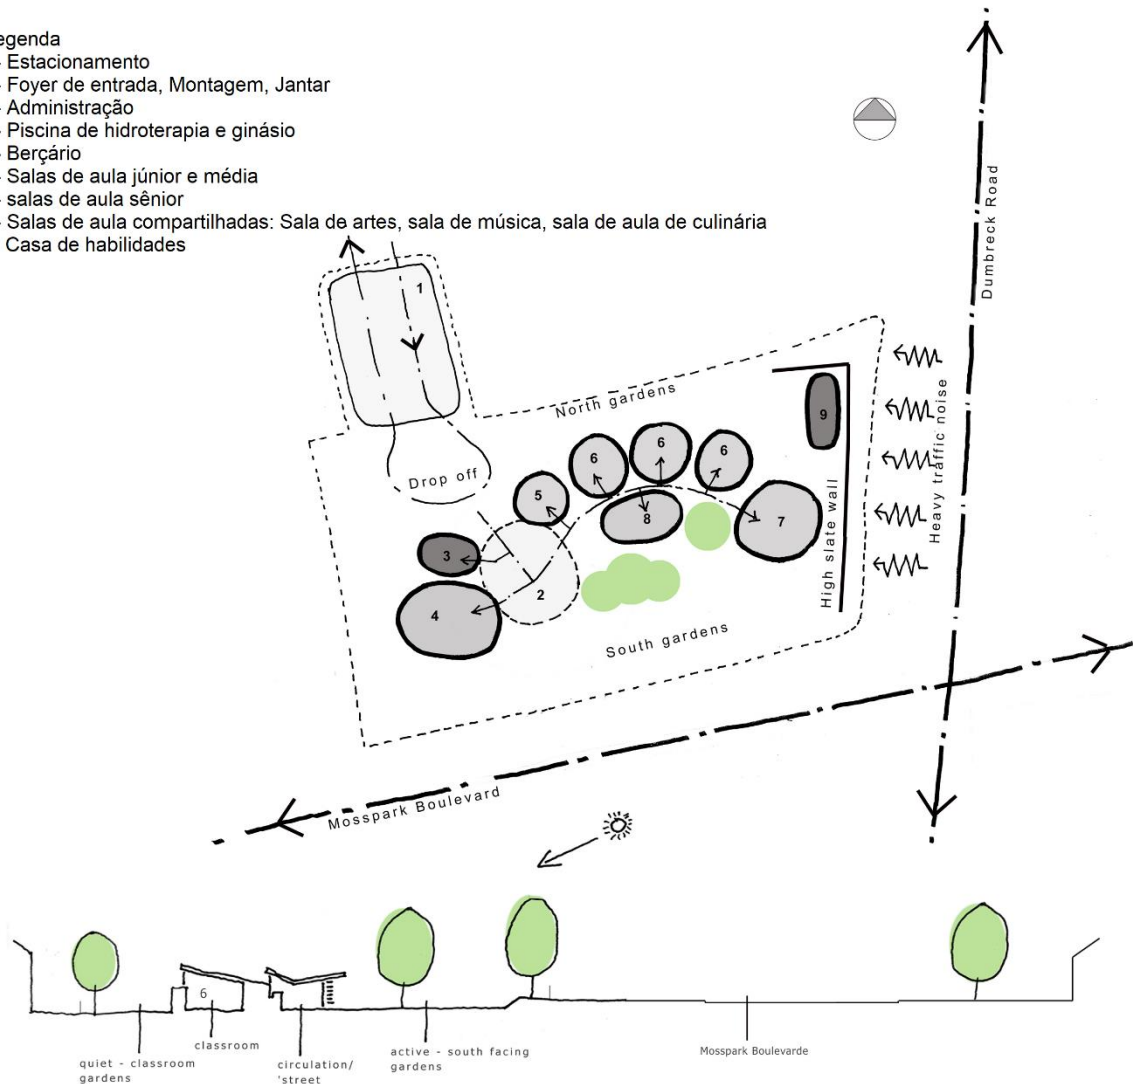 egenda
- Estacionamento
- Foyer de entrada, Montagem, Jantar
- Administração
- Piscina de hidroterapia e ginásio
- Berçário
- Salas de aula júnior e média
- salas de aula sênior
- Salas de aula compartilhadas: Sala de artes, sala de música, sala de aula de culinária
Casa de habilidades
Dumbreck Road
1
North gardens
Heavy traffic noise
9
6
6
6
Drop off
5
8
7
High slate wall
3
2
4
South gardens
Mosspark Boulevard
6
quiet - classroom
gardens
classroom
circulation/
'street
active - south facing
gardens
Mosspark Boulevarde